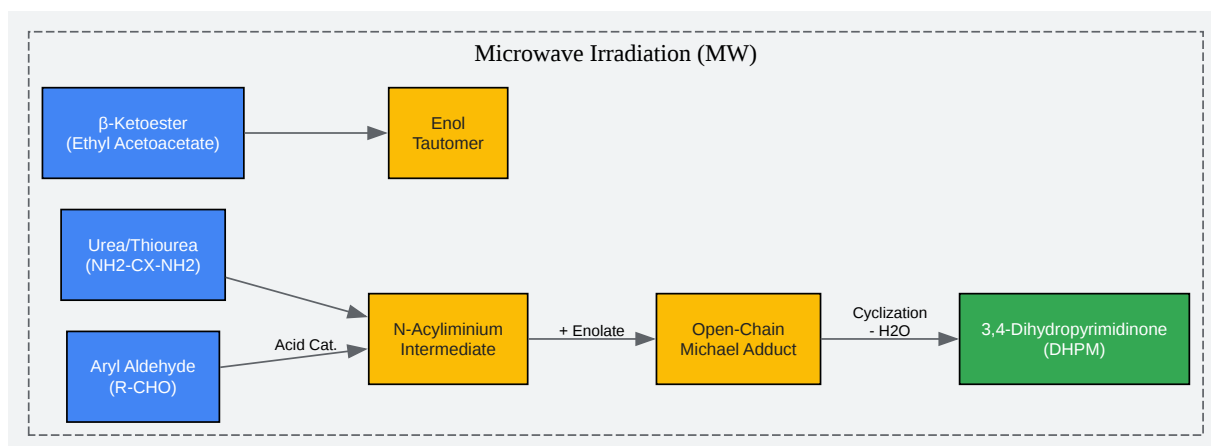 Microwave Irradiation (MW)
β-Ketoester
(Ethyl Acetoacetate)
Enol
Tautomer
Urea/Thiourea
(NH2-CX-NH2)
Aryl Aldehyde
(R-CHO)
Acid Cat.
N-Acyliminium
Intermediate
+ Enolate
Open-Chain
Michael Adduct
Cyclization
- H2O
3,4-Dihydropyrimidinone
(DHPM)